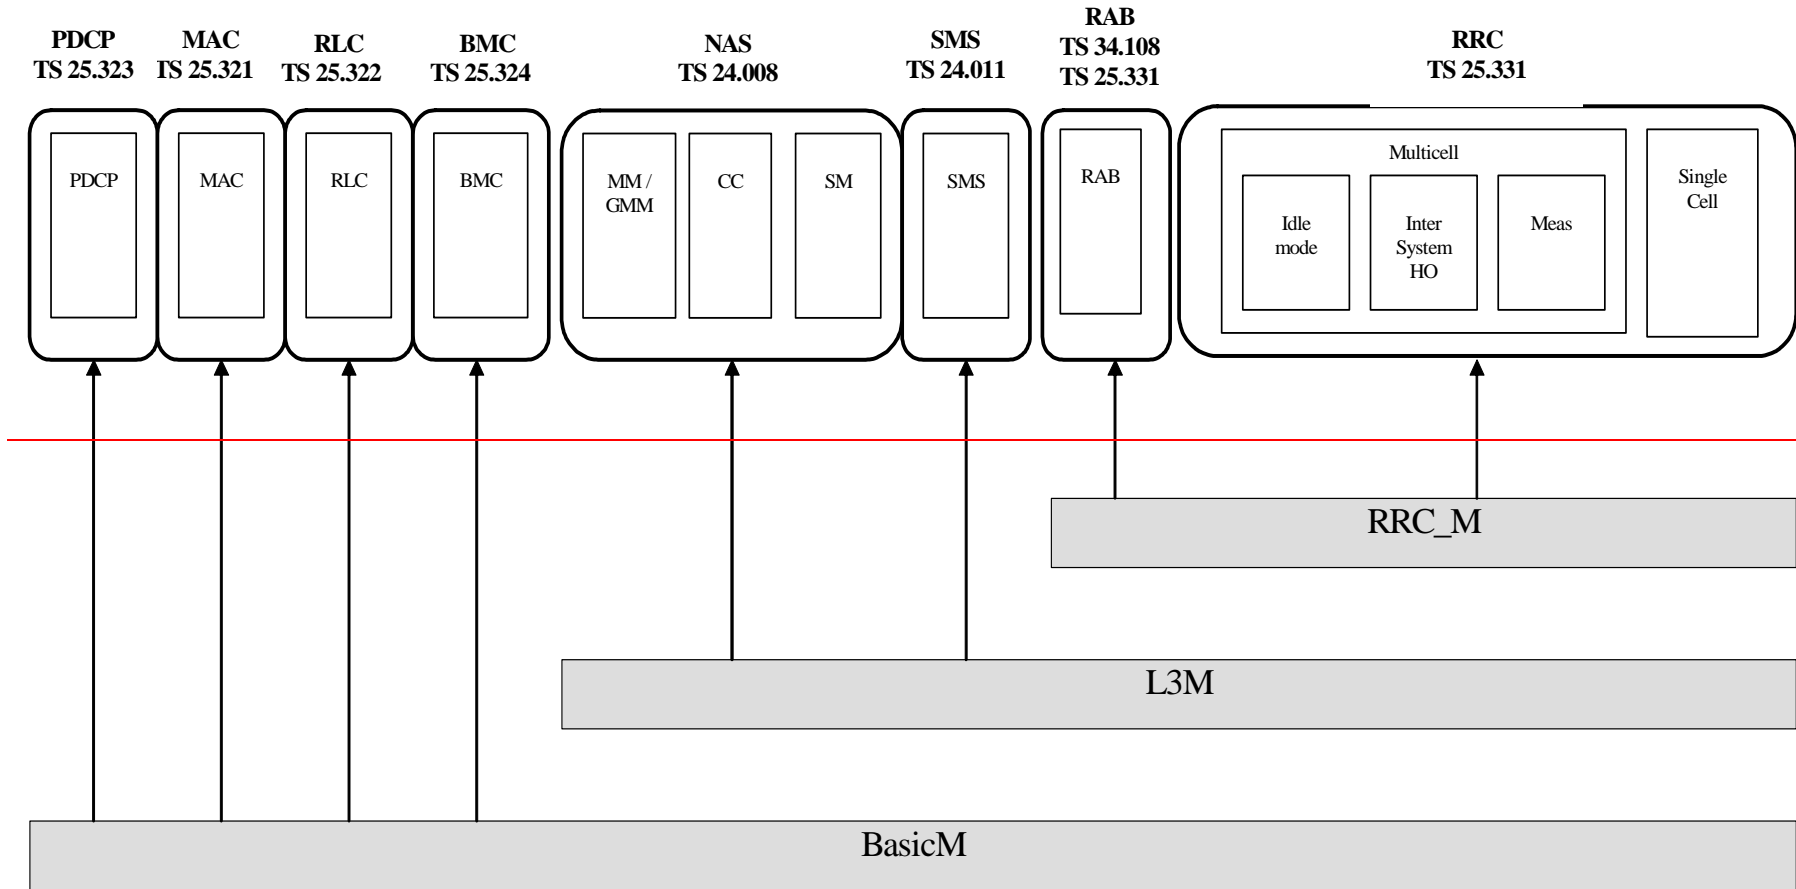 PDCP
TS 25.323
MAC
TS 25.321
RLC
TS 25.322
BMC
TS 25.324
NAS
TS 24.008
SMS
TS 24.011
RAB
TS 34.108
TS 25.331
RRC
TS 25.331
PDCP
MAC
RLC
BMC
MM /
GMM
CC
SM
SMS
RAB
Multicell
Idle
mode
Inter
System
HO
Meas
Single
Cell
RRC_M
L3M
BasicM